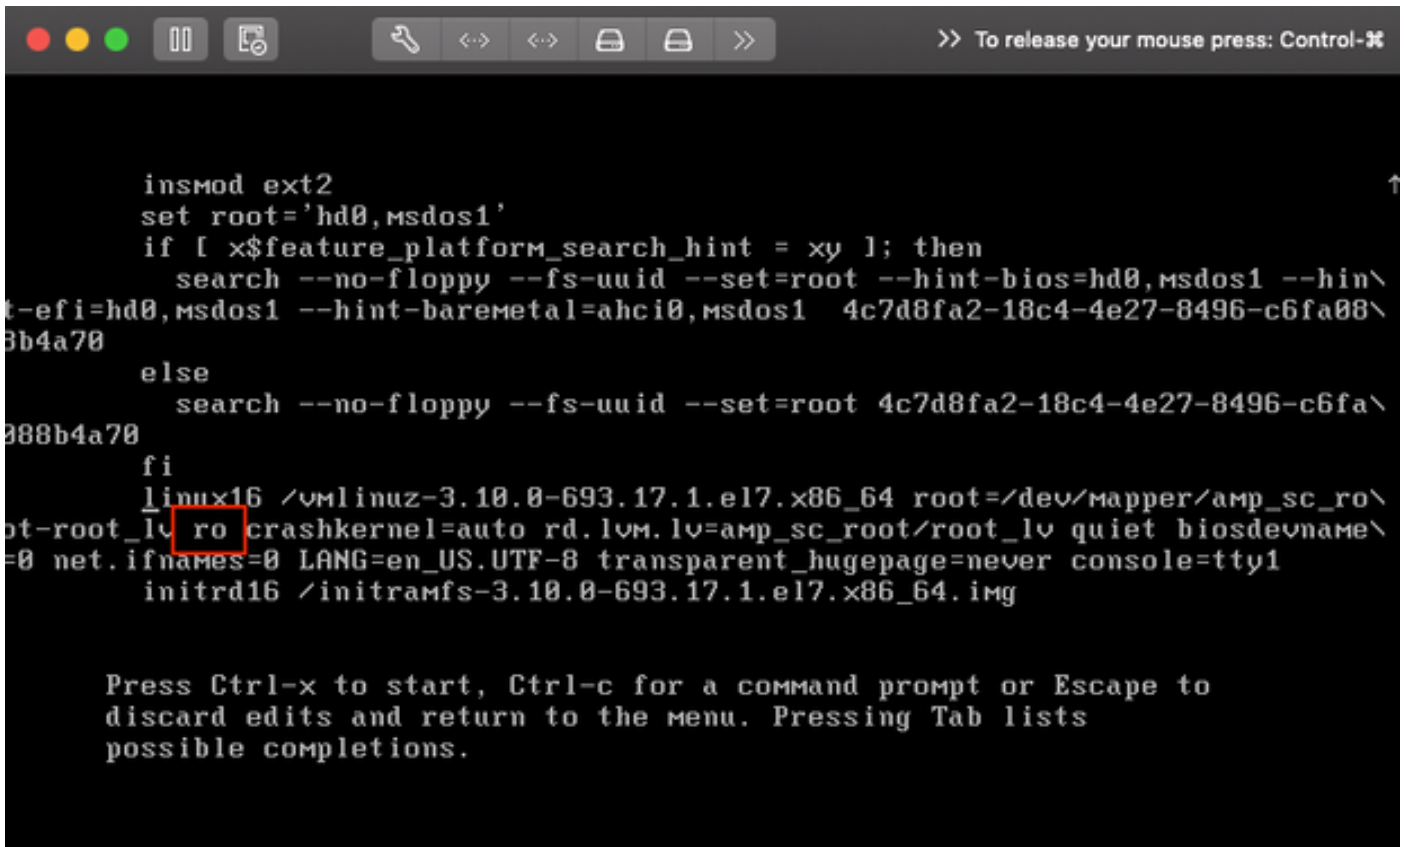 >> To release your mouse press: Control-⌘
insmod ext2
set root='hd0,msdos1'
if [ x$feature_platform_search_hint = xy ]; then
search --no-floppy --fs-uuid --set=root --hint-bios=hd0,msdos1 --hin\
t-efi=hd0,msdos1 --hint-baremetal=ahci0,msdos1 4c7d8fa2-18c4-4e27-8496-c6fa08\
8b4a70
else
search --no-floppy --fs-uuid --set=root 4c7d8fa2-18c4-4e27-8496-c6fa\
088b4a70
fi
linux16 /vmlinuz-3.10.0-693.17.1.el7.x86_64 root=/dev/mapper/amp_sc_ro\
ot-root_lv ro crashkernel=auto rd.lvm.lv=amp_sc_root/root_lv quiet biosdevname\
=0 net.ifnames=0 LANG=en_US.UTF-8 transparent_hugepage=never console=tty1
initrd16 /initramfs-3.10.0-693.17.1.el7.x86_64.img
Press Ctrl-x to start, Ctrl-c for a command prompt or Escape to
discard edits and return to the menu. Pressing Tab lists
possible completions.